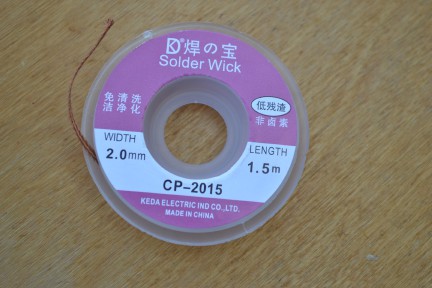 D® 焊の宝
Solder Wick
免清洗
洁净化
低残渣
非卤素
WIDTH
2.0mm
LENGTH
1.5m
CP-2015
KEDA ELECTRIC IND CO.,LTD.
MADE IN CHINA